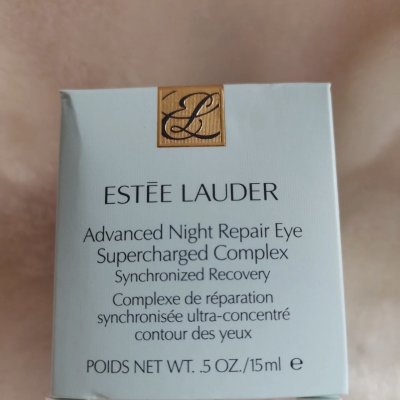 EL
ESTĒE LAUDER
Advanced Night Repair Eye
Supercharged Complex
Synchronized Recovery
Complexe de réparation
synchronisée ultra-concentré
contour des yeux
POIDS NET WT. .5 OZ./15ml ℮